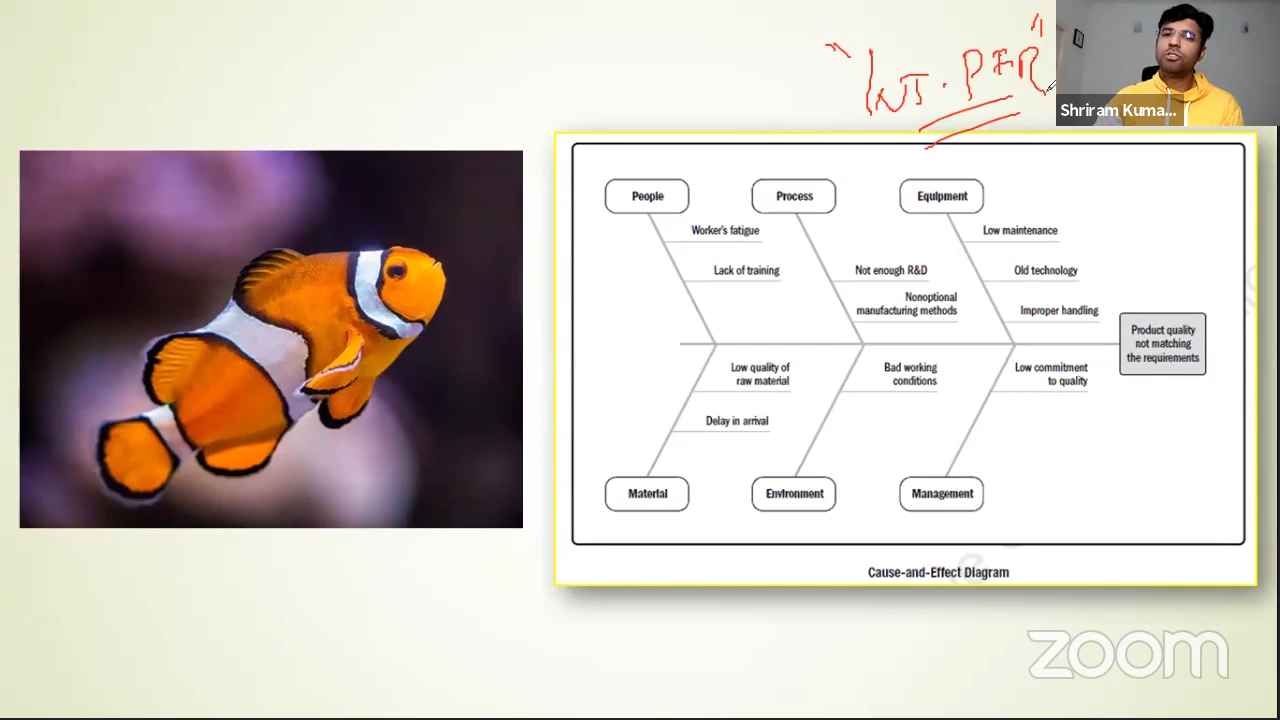 Shriram Kuma...
People
Process
Equipment
Worker's fatigue
Low maintenance
Lack of training
Not enough R&D
Old technology
Nonoptional
manufacturing methods
Improper handling
Product quality
not matching
the requirements
Low quality of
raw material
Bad working
conditions
Low commitment
to quality
Delay in arrival
Material
Environment
Management
Cause-and-Effect Diagram
zoom